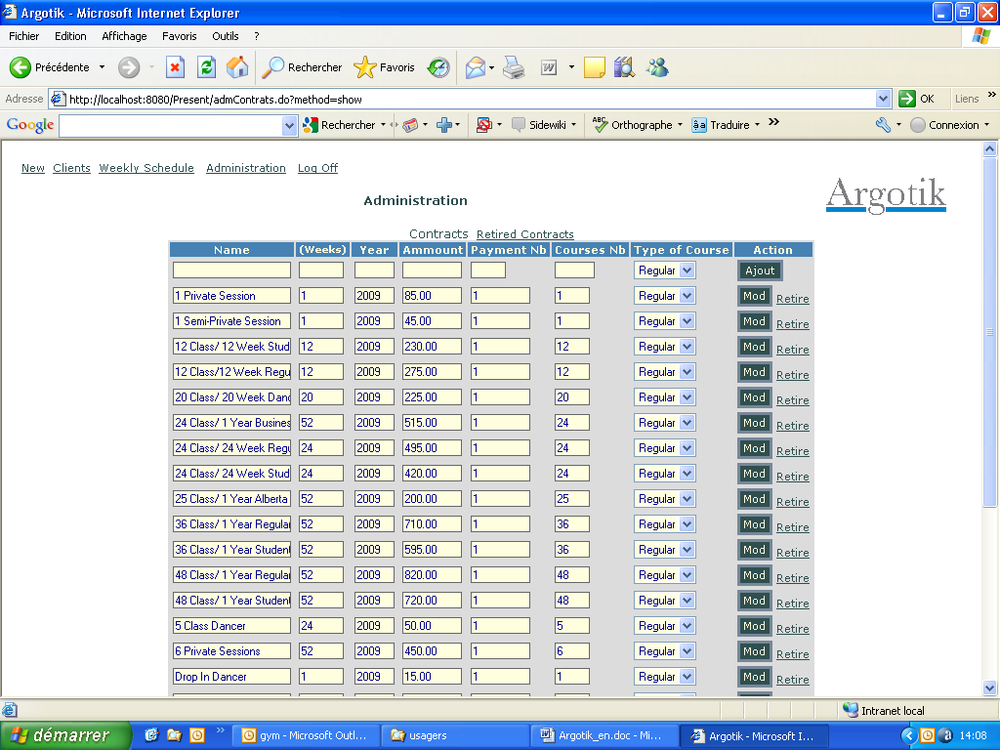 Argotik - Microsoft Internet Explorer
Fichier Edition Affichage Favoris Outils ?
Précédente Rechercher Favoris
Adresse http://localhost:8080/Present/admContrats.do?method=show OK Liens »
Google Rechercher Sidewiki ABC Orthographe Traduire » Connexion
New Clients Weekly Schedule Administration Log Off
Argotik
Administration
Contracts Retired Contracts
Name (Weeks) Year Ammount Payment Nb Courses Nb Type of Course Action
Regular Ajout
1 Private Session 1 2009 85.00 1 1 Regular Mod Retire
1 Semi-Private Session 1 2009 45.00 1 1 Regular Mod Retire
12 Class/ 12 Week Stud 12 2009 230.00 1 12 Regular Mod Retire
12 Class/12 Week Regu 12 2009 275.00 1 12 Regular Mod Retire
20 Class/ 20 Week Danc 20 2009 225.00 1 20 Regular Mod Retire
24 Class/ 1 Year Busines 52 2009 515.00 1 24 Regular Mod Retire
24 Class/ 24 Week Regu 24 2009 495.00 1 24 Regular Mod Retire
24 Class/ 24 Week Stud 24 2009 420.00 1 24 Regular Mod Retire
25 Class/ 1 Year Alberta 52 2009 200.00 1 25 Regular Mod Retire
36 Class/ 1 Year Regular 52 2009 710.00 1 36 Regular Mod Retire
36 Class/ 1 Year Student 52 2009 595.00 1 36 Regular Mod Retire
48 Class/ 1 Year Regular 52 2009 820.00 1 48 Regular Mod Retire
48 Class/ 1 Year Student 52 2009 720.00 1 48 Regular Mod Retire
5 Class Dancer 24 2009 50.00 1 5 Regular Mod Retire
6 Private Sessions 52 2009 450.00 1 6 Regular Mod Retire
Drop In Dancer 1 2009 15.00 1 1 Regular Mod Retire
Intranet local
démarrer » gym - Microsoft Outl... usagers Argotik_en.doc - Mi... Argotik - Microsoft I... 14:08